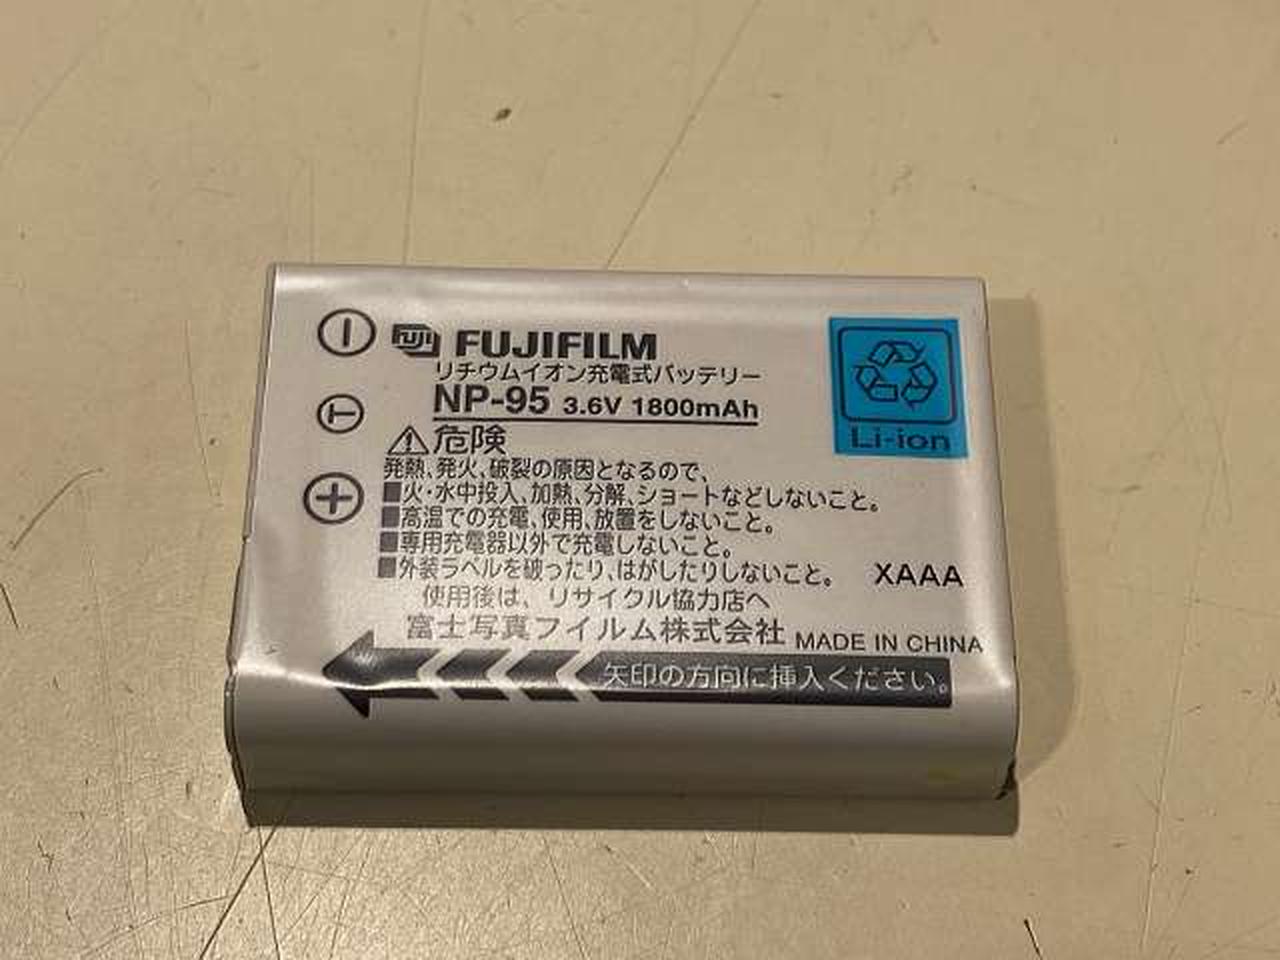 FUJI FUJIFILM
リチウムイオン充電式バッテリー
NP-95 3.6V 1800mAh
危険
発熱、発火、破裂の原因となるので、
■火・水中投入、加熱、分解、ショートなどしないこと。
■高温での充電、使用、放置をしないこと。
■専用充電器以外で充電しないこと。
■外装ラベルを破ったり、はがしたりしないこと。
XAAA
使用後は、リサイクル協力店へ
富士写真フイルム株式会社 MADE IN CHINA
矢印の方向に挿入ください。
Li-ion
T